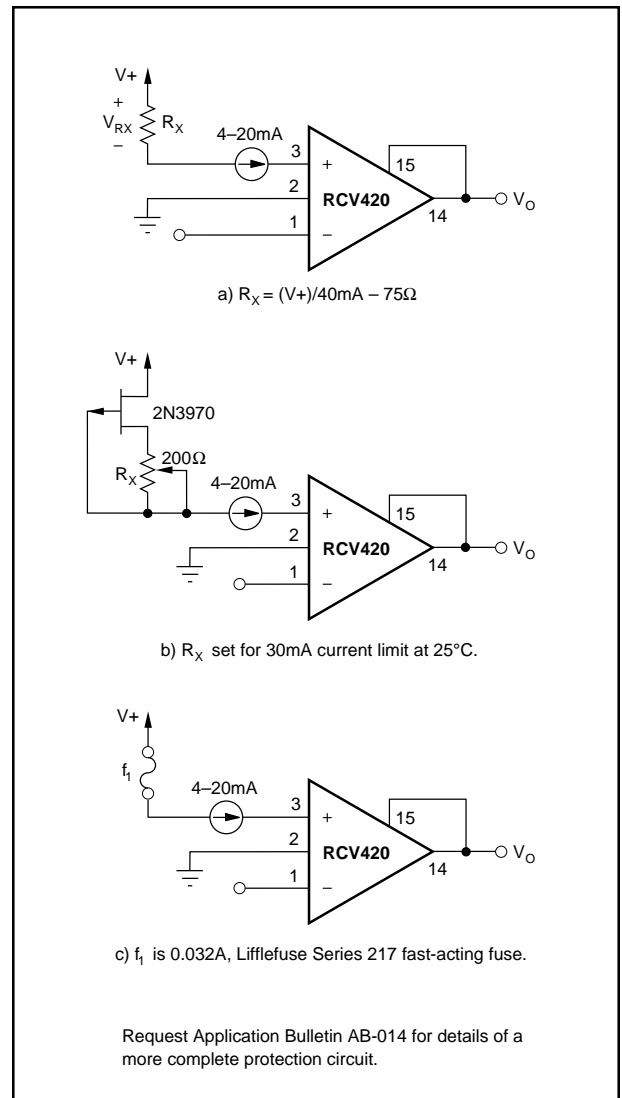 V+
+
V_RX R_X
–
4–20mA
3
+
15
2
RCV420
1
–
14
V_O
a) R_X = (V+)/40mA – 75Ω
V+
2N3970
200Ω
R_X
4–20mA
3
+
15
2
RCV420
1
–
14
V_O
b) R_X set for 30mA current limit at 25°C.
V+
f_1
4–20mA
3
+
15
2
RCV420
1
–
14
V_O
c) f_1 is 0.032A, Lifflefuse Series 217 fast-acting fuse.
Request Application Bulletin AB-014 for details of a
more complete protection circuit.